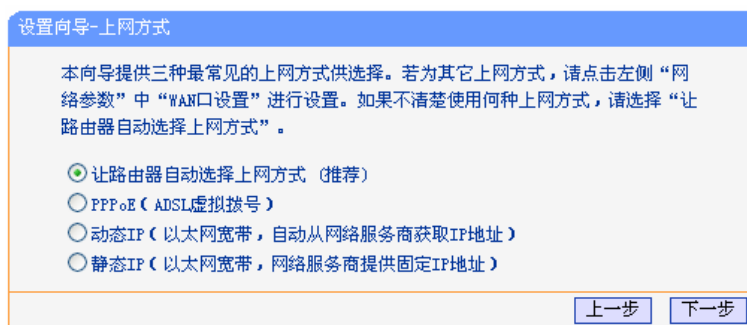 设置向导-上网方式
本向导提供三种最常见的上网方式供选择。若为其它上网方式，请点击左侧“网
络参数”中“WAN口设置”进行设置。如果不清楚使用何种上网方式，请选择“让
路由器自动选择上网方式”。
让路由器自动选择上网方式（推荐）
PPPoE（ADSL虚拟拨号）
动态IP（以太网宽带，自动从网络服务商获取IP地址）
静态IP（以太网宽带，网络服务商提供固定IP地址）
上一步 下一步